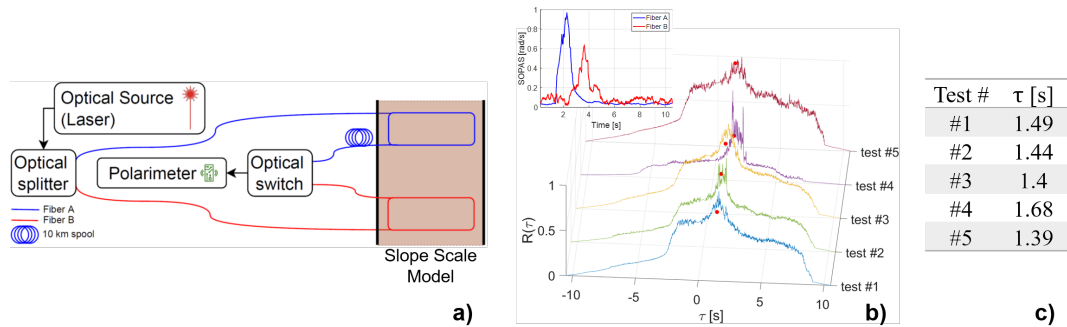 Optical Source
(Laser)
Optical
splitter
Polarimeter
Optical
switch
Fiber A
Fiber B
10 km spool
Slope Scale
Model
a)
SOPAS [rad/s]
1
0.8
0.6
0.4
0.2
0
2 4 6 8 10
Time [s]
Fiber A
Fiber B
R(τ)
1
0.5
0
-10 -5 0 5 10
τ [s]
test #5
test #4
test #3
test #2
test #1
b)
Test # τ [s]
#1 1.49
#2 1.44
#3 1.4
#4 1.68
#5 1.39
c)